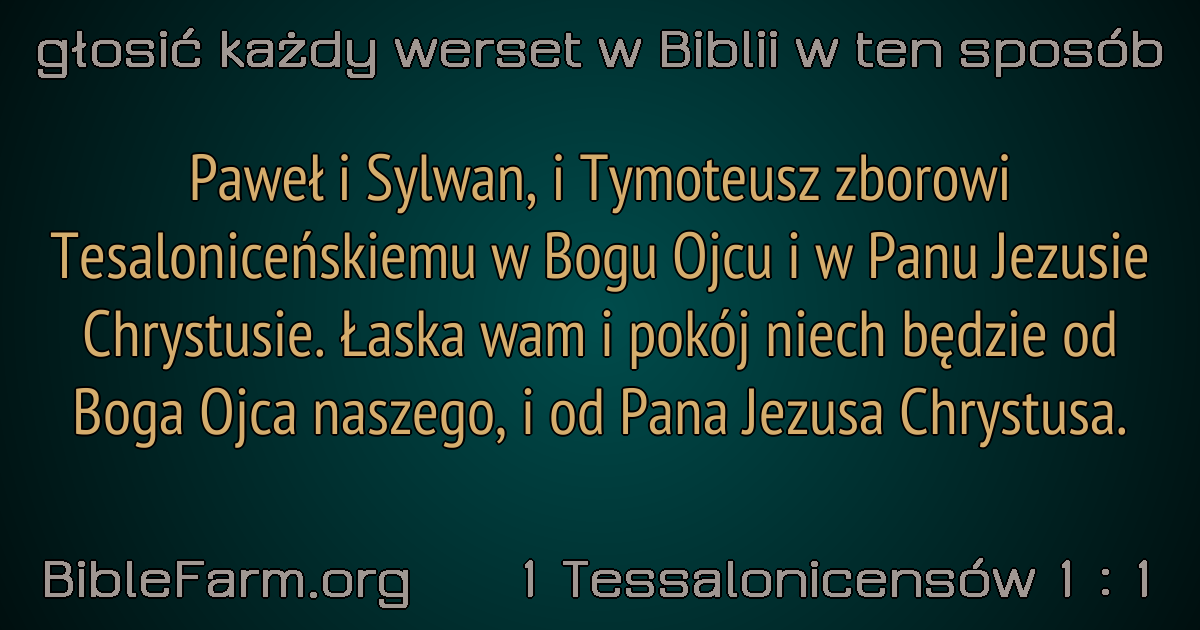 głosić każdy werset w Biblii w ten sposób
Paweł i Sylwan, i Tymoteusz zborowi
Tesaloniceńskiemu w Bogu Ojcu i w Panu Jezusie
Chrystusie. Łaska wam i pokój niech będzie od
Boga Ojca naszego, i od Pana Jezusa Chrystusa.
BibleFarm.org 1 Tessalonicensów 1 : 1